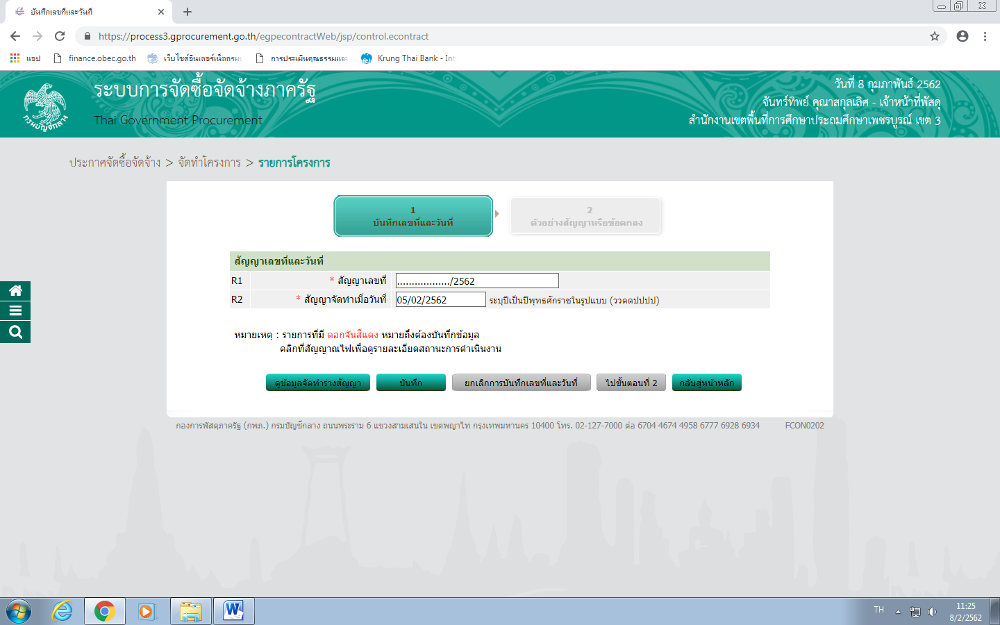 บันทึกเลขที่และวันที่
https://process3.gprocurement.go.th/egpecontractWeb/jsp/control.econtract
แอป finance.obec.go.th เว็บไซต์อินเตอร์เน็ตกรม การประเมินคุณธรรมและ Krung Thai Bank - Int
ระบบการจัดซื้อจัดจ้างภาครัฐ
Thai Government Procurement
กรมบัญชีกลาง
วันที่ 8 กุมภาพันธ์ 2562
จันทร์ทิพย์ คุณาสกุลเลิศ - เจ้าหน้าที่พัสดุ
สำนักงานเขตพื้นที่การศึกษาประถมศึกษาเพชรบูรณ์ เขต 3
ประกาศจัดซื้อจัดจ้าง > จัดทำโครงการ > รายการโครงการ
1
บันทึกเลขที่และวันที่
2
ตัวอย่างสัญญาหรือข้อตกลง
สัญญาเลขที่และวันที่
R1 * สัญญาเลขที่ ................../2562
R2 * สัญญาจัดทำเมื่อวันที่ 05/02/2562 ระบุปีเป็นปีพุทธศักราชในรูปแบบ (ววดดปปปป)
หมายเหตุ : รายการที่มี ดอกจันสีแดง หมายถึงต้องบันทึกข้อมูล
คลิกที่สัญญาณไฟเพื่อดูรายละเอียดสถานะการดำเนินงาน
ดูข้อมูลจัดทำร่างสัญญา บันทึก ยกเลิกการบันทึกเลขที่และวันที่ ไปขั้นตอนที่ 2 กลับสู่หน้าหลัก
กองการพัสดุภาครัฐ (กพภ.) กรมบัญชีกลาง ถนนพระราม 6 แขวงสามเสนใน เขตพญาไท กรุงเทพมหานคร 10400 โทร. 02-127-7000 ต่อ 6704 4674 4958 6777 6928 6934 FCON0202
TH 11:25
8/2/2562